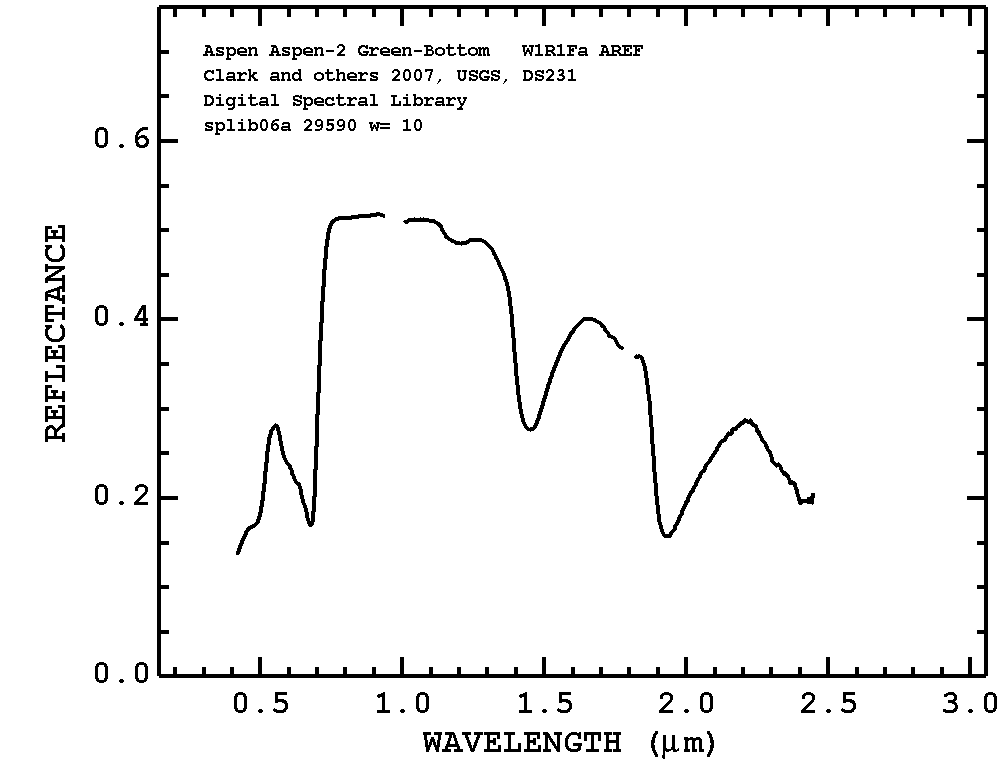 Aspen Aspen-2 Green-Bottom W1R1Fa AREF
Clark and others 2007, USGS, DS231
Digital Spectral Library
splib06a 29590 w= 10
0.6
0.4
0.2
0.0
REFLECTANCE
0.5 1.0 1.5 2.0 2.5 3.0
WAVELENGTH (μm)